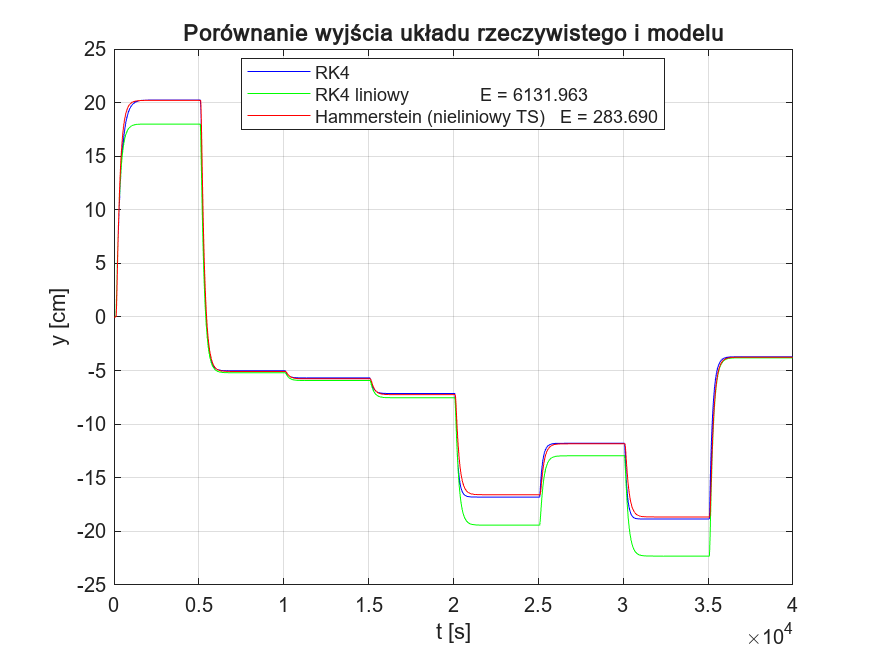 Porównanie wyjścia układu rzeczywistego i modelu
RK4
RK4 liniowy E = 6131.963
Hammerstein (nieliniowy TS) E = 283.690
25
20
15
10
5
0
-5
-10
-15
-20
-25
y [cm]
0 0.5 1 1.5 2 2.5 3 3.5 4
t [s]
×10^4